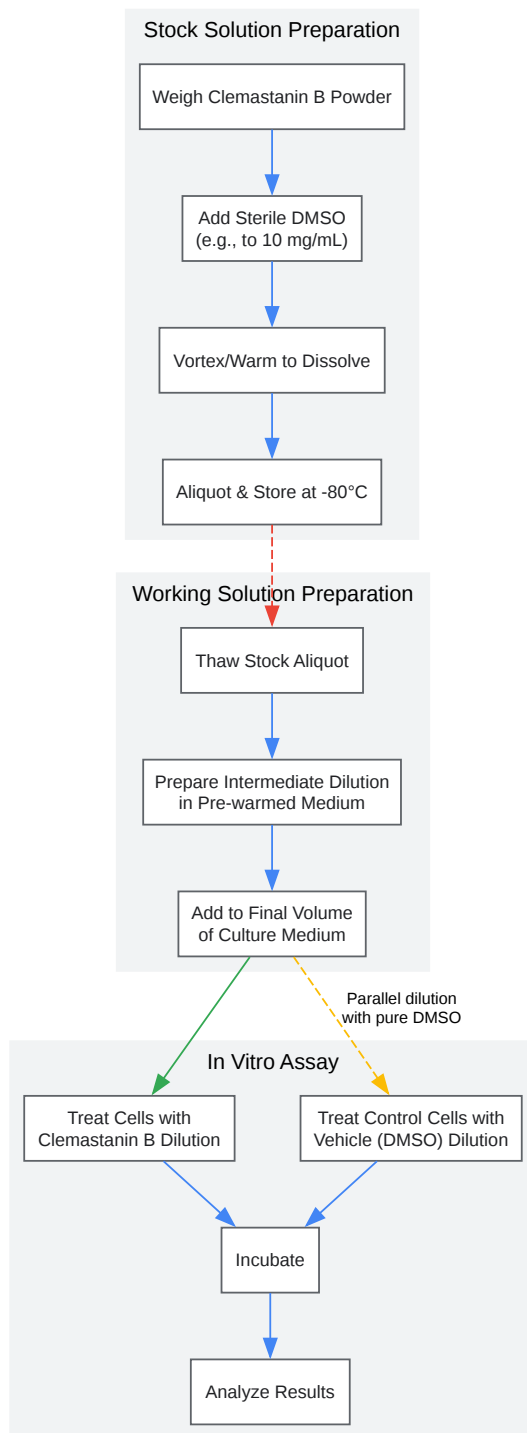 Stock Solution Preparation
Weigh Clemastanin B Powder
Add Sterile DMSO
(e.g., to 10 mg/mL)
Vortex/Warm to Dissolve
Aliquot & Store at -80°C
Working Solution Preparation
Thaw Stock Aliquot
Prepare Intermediate Dilution
in Pre-warmed Medium
Add to Final Volume
of Culture Medium
Parallel dilution
with pure DMSO
In Vitro Assay
Treat Cells with
Clemastanin B Dilution
Treat Control Cells with
Vehicle (DMSO) Dilution
Incubate
Analyze Results